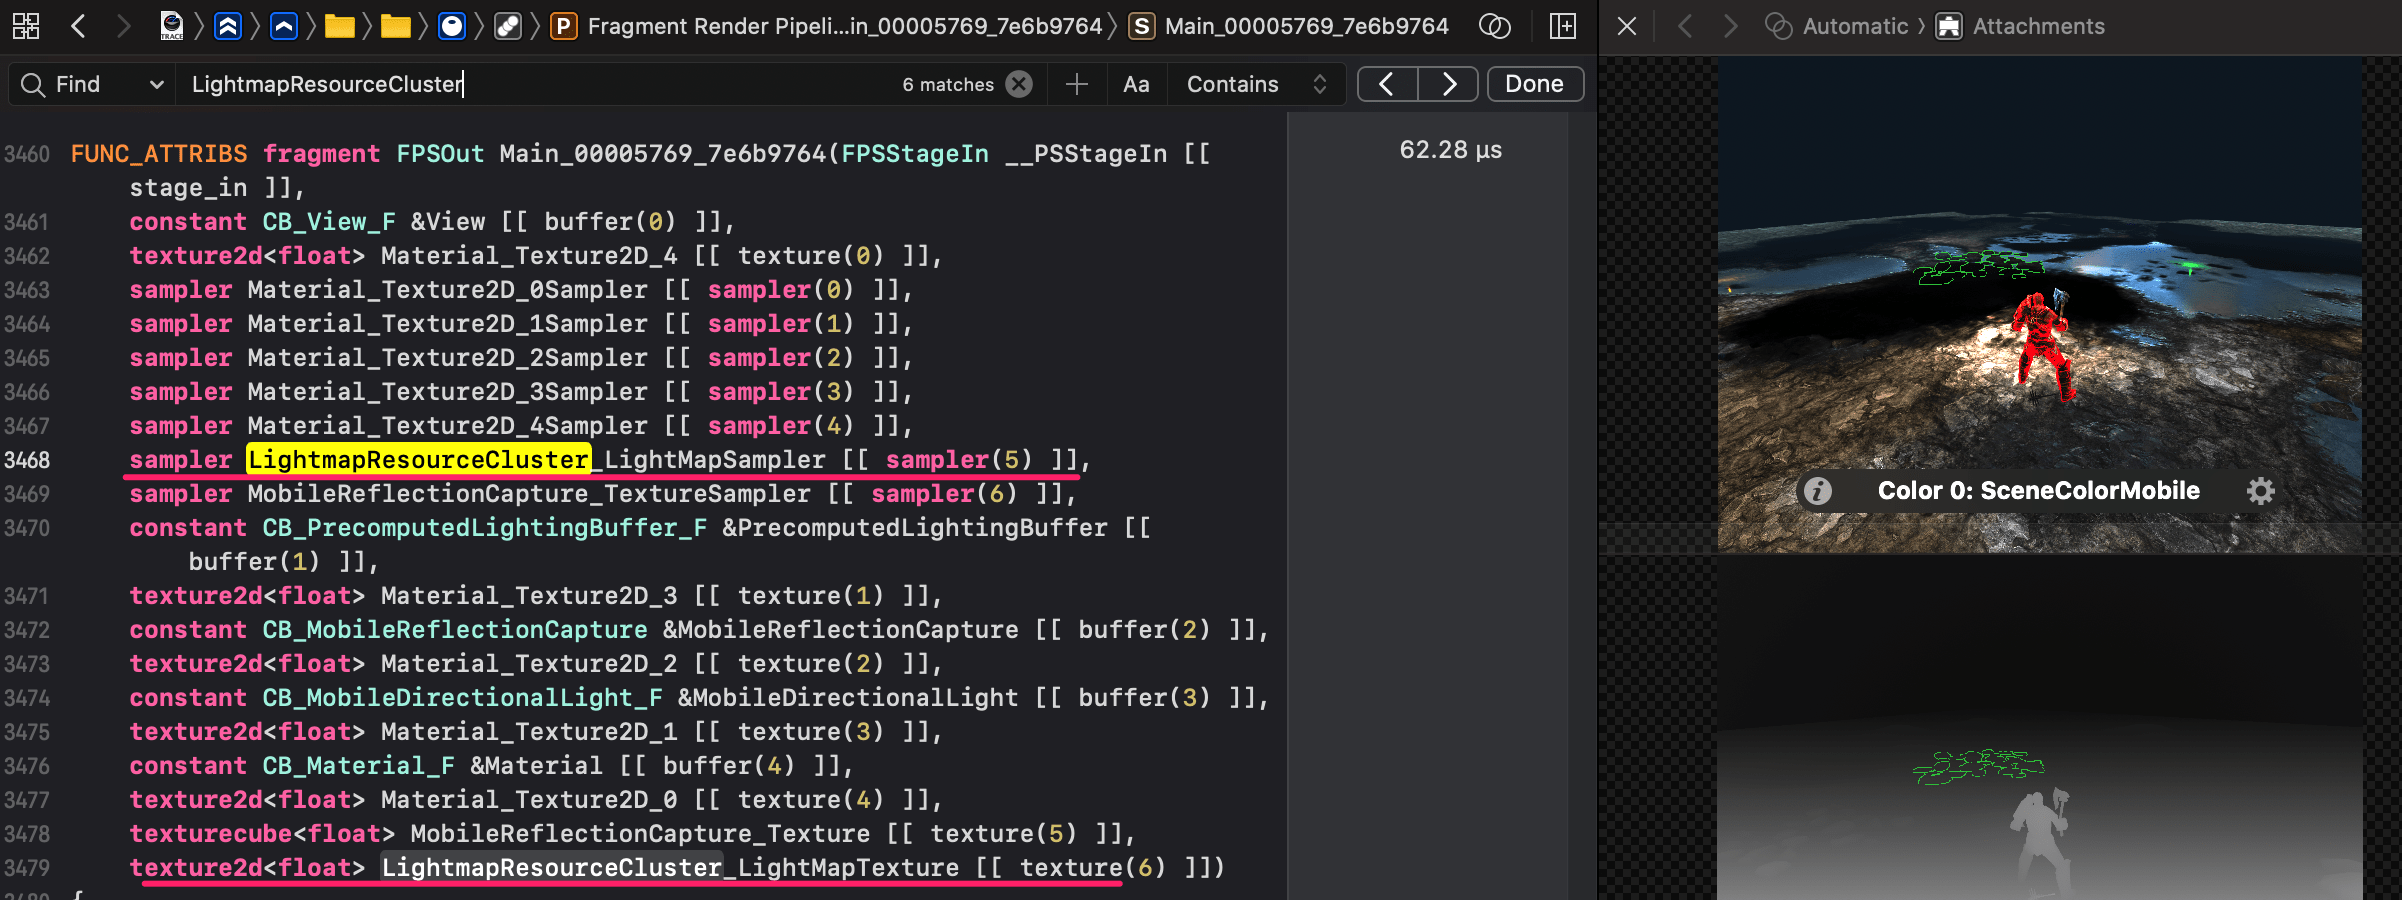 TRACE
P Fragment Render Pipeli...in_00005769_7e6b9764
S Main_00005769_7e6b9764
Automatic
Attachments
Find
LightmapResourceCluster
6 matches
Aa
Contains
Done
3460 FUNC_ATTRIBS fragment FPSOut Main_00005769_7e6b9764(FPSStageIn __PSStageIn [[
stage_in ]],
3461 constant CB_View_F &View [[ buffer(0) ]],
3462 texture2d<float> Material_Texture2D_4 [[ texture(0) ]],
3463 sampler Material_Texture2D_0Sampler [[ sampler(0) ]],
3464 sampler Material_Texture2D_1Sampler [[ sampler(1) ]],
3465 sampler Material_Texture2D_2Sampler [[ sampler(2) ]],
3466 sampler Material_Texture2D_3Sampler [[ sampler(3) ]],
3467 sampler Material_Texture2D_4Sampler [[ sampler(4) ]],
3468 sampler LightmapResourceCluster_LightMapSampler [[ sampler(5) ]],
3469 sampler MobileReflectionCapture_TextureSampler [[ sampler(6) ]],
3470 constant CB_PrecomputedLightingBuffer_F &PrecomputedLightingBuffer [[
buffer(1) ]],
3471 texture2d<float> Material_Texture2D_3 [[ texture(1) ]],
3472 constant CB_MobileReflectionCapture &MobileReflectionCapture [[ buffer(2) ]],
3473 texture2d<float> Material_Texture2D_2 [[ texture(2) ]],
3474 constant CB_MobileDirectionalLight_F &MobileDirectionalLight [[ buffer(3) ]],
3475 texture2d<float> Material_Texture2D_1 [[ texture(3) ]],
3476 constant CB_Material_F &Material [[ buffer(4) ]],
3477 texture2d<float> Material_Texture2D_0 [[ texture(4) ]],
3478 texturecube<float> MobileReflectionCapture_Texture [[ texture(5) ]],
3479 texture2d<float> LightmapResourceCluster_LightMapTexture [[ texture(6) ]])
3480 {
62.28 µs
Color 0: SceneColorMobile